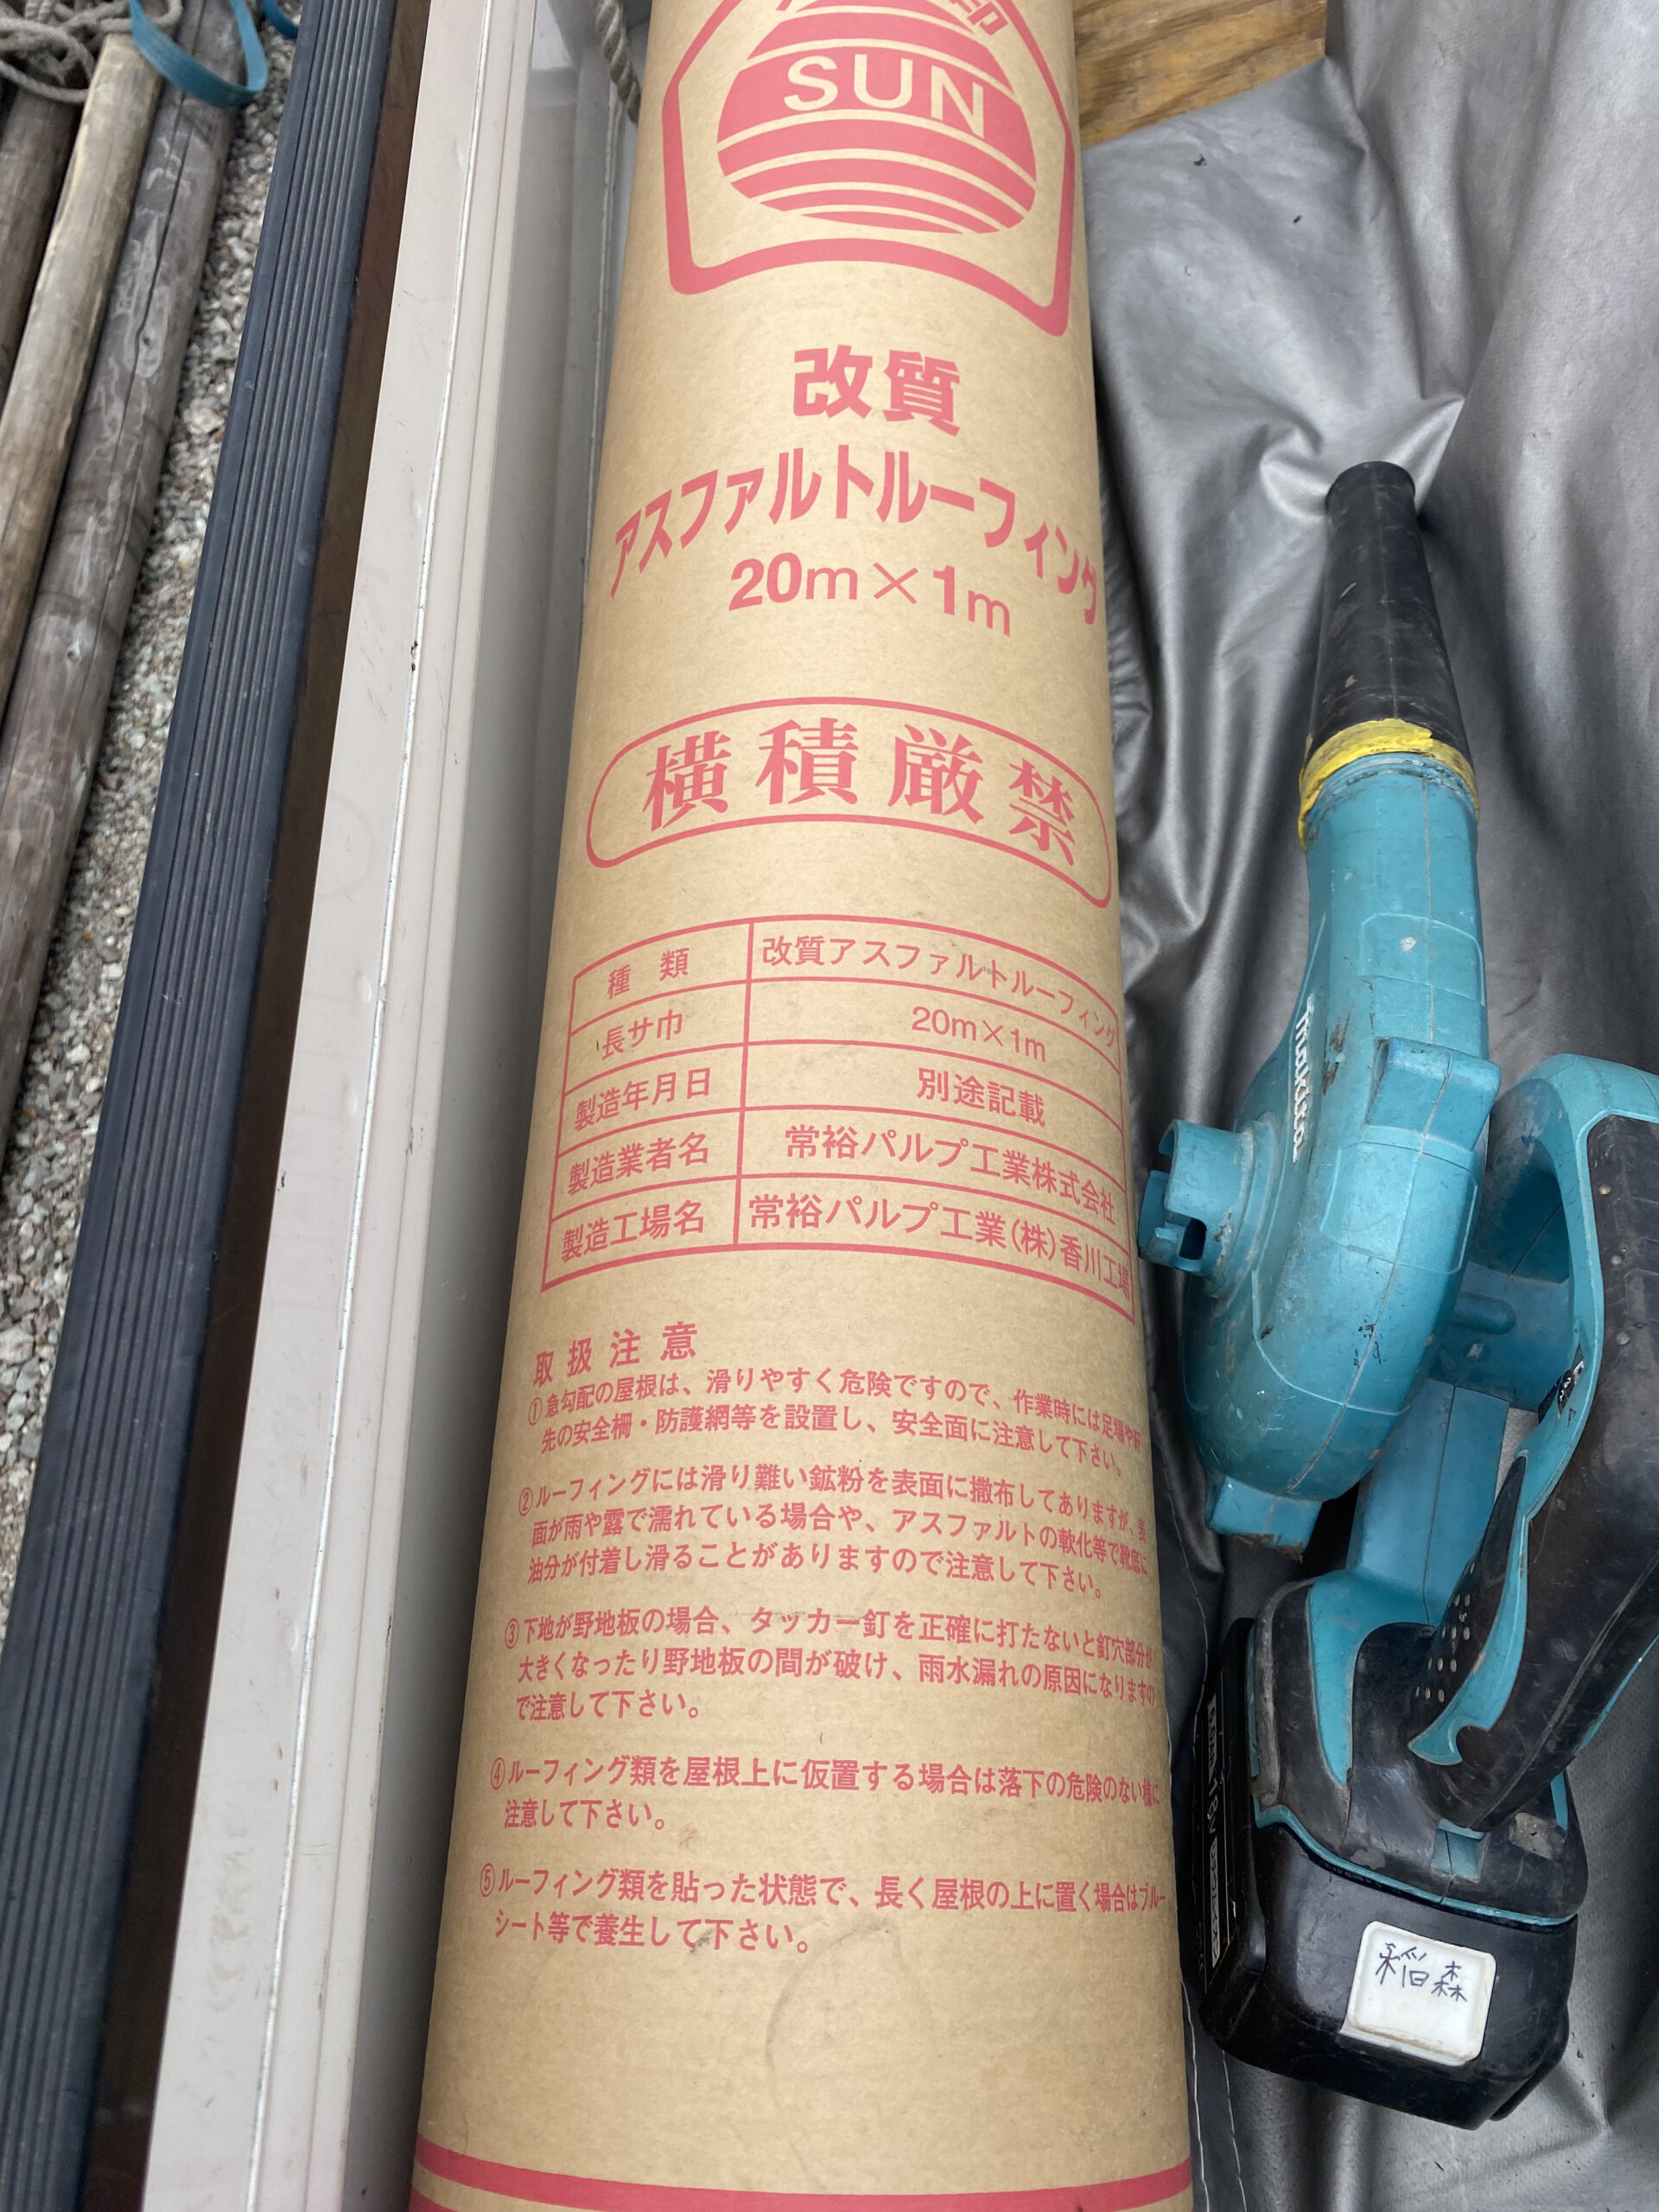 印
SUN
改質
アスファルトルーフィング
20m×1m
横積厳禁
種類 改質アスファルトルーフィング
長サ巾 20m×1m
製造年月日 別途記載
製造業者名 常裕パルプ工業株式会社
製造工場名 常裕パルプ工業(株)香川工場
取扱注意
①急勾配の屋根は、滑りやすく危険ですので、作業時には足場や軒
先の安全柵・防護網等を設置し、安全面に注意して下さい。
②ルーフィングには滑り難い鉱粉を表面に撒布してありますが、表
面が雨や露で濡れている場合や、アスファルトの軟化等で靴底に
油分が付着し滑ることがありますので注意して下さい。
③下地が野地板の場合、タッカー釘を正確に打たないと釘穴部分が
大きくなったり野地板の間が破け、雨水漏れの原因になりますの
で注意して下さい。
④ルーフィング類を屋根上に仮置する場合は落下の危険のない様に
注意して下さい。
⑤ルーフィング類を貼った状態で、長く屋根の上に置く場合はブルー
シート等で養生して下さい。
makita
稲森